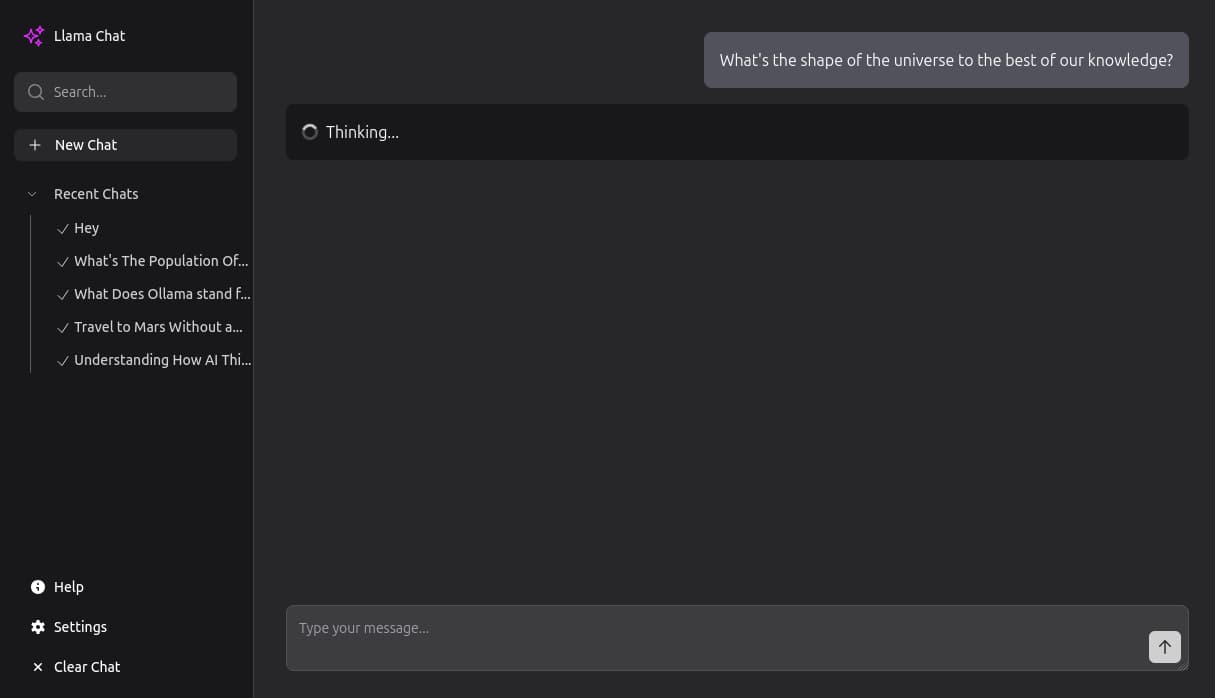 Llama Chat
Search...
New Chat
Recent Chats
Hey
What's The Population Of...
What Does Ollama stand f...
Travel to Mars Without a...
Understanding How AI Thi...
Help
Settings
Clear Chat
What's the shape of the universe to the best of our knowledge?
Thinking...
Type your message...